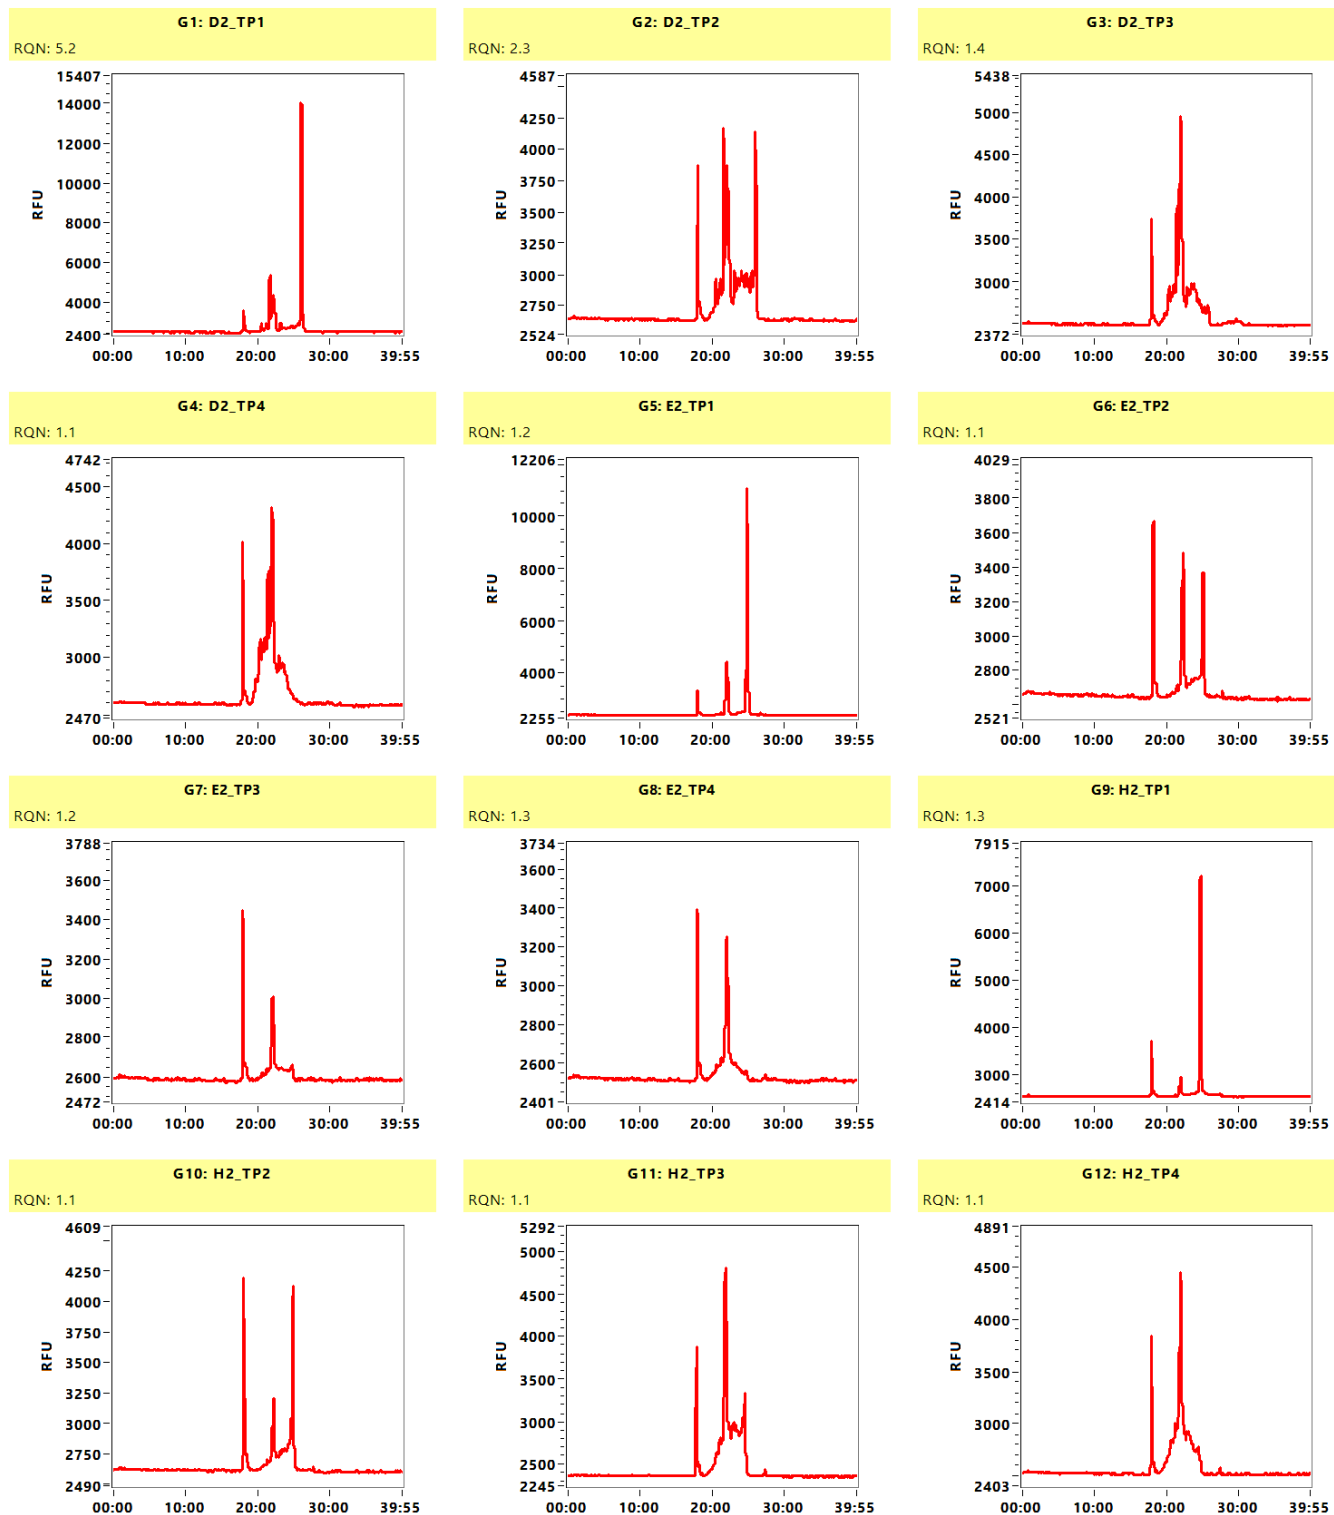 G1: D2_TP1
RQN: 5.2
15407
14000
12000
10000
8000
6000
4000
2400
RFU
00:00 10:00 20:00 30:00 39:55
G2: D2_TP2
RQN: 2.3
4587
4250
4000
3750
3500
3250
3000
2750
2524
RFU
00:00 10:00 20:00 30:00 39:55
G3: D2_TP3
RQN: 1.4
5438
5000
4500
4000
3500
3000
2372
RFU
00:00 10:00 20:00 30:00 39:55
G4: D2_TP4
RQN: 1.1
4742
4500
4000
3500
3000
2470
RFU
00:00 10:00 20:00 30:00 39:55
G5: E2_TP1
RQN: 1.2
12206
10000
8000
6000
4000
2255
RFU
00:00 10:00 20:00 30:00 39:55
G6: E2_TP2
RQN: 1.1
4029
3800
3600
3400
3200
3000
2800
2521
RFU
00:00 10:00 20:00 30:00 39:55
G7: E2_TP3
RQN: 1.2
3788
3600
3400
3200
3000
2800
2600
2472
RFU
00:00 10:00 20:00 30:00 39:55
G8: E2_TP4
RQN: 1.3
3734
3600
3400
3200
3000
2800
2600
2401
RFU
00:00 10:00 20:00 30:00 39:55
G9: H2_TP1
RQN: 1.3
7915
7000
6000
5000
4000
3000
2414
RFU
00:00 10:00 20:00 30:00 39:55
G10: H2_TP2
RQN: 1.1
4609
4250
4000
3750
3500
3250
3000
2750
2490
RFU
00:00 10:00 20:00 30:00 39:55
G11: H2_TP3
RQN: 1.1
5292
5000
4500
4000
3500
3000
2500
2245
RFU
00:00 10:00 20:00 30:00 39:55
G12: H2_TP4
RQN: 1.1
4891
4500
4000
3500
3000
2403
RFU
00:00 10:00 20:00 30:00 39:55